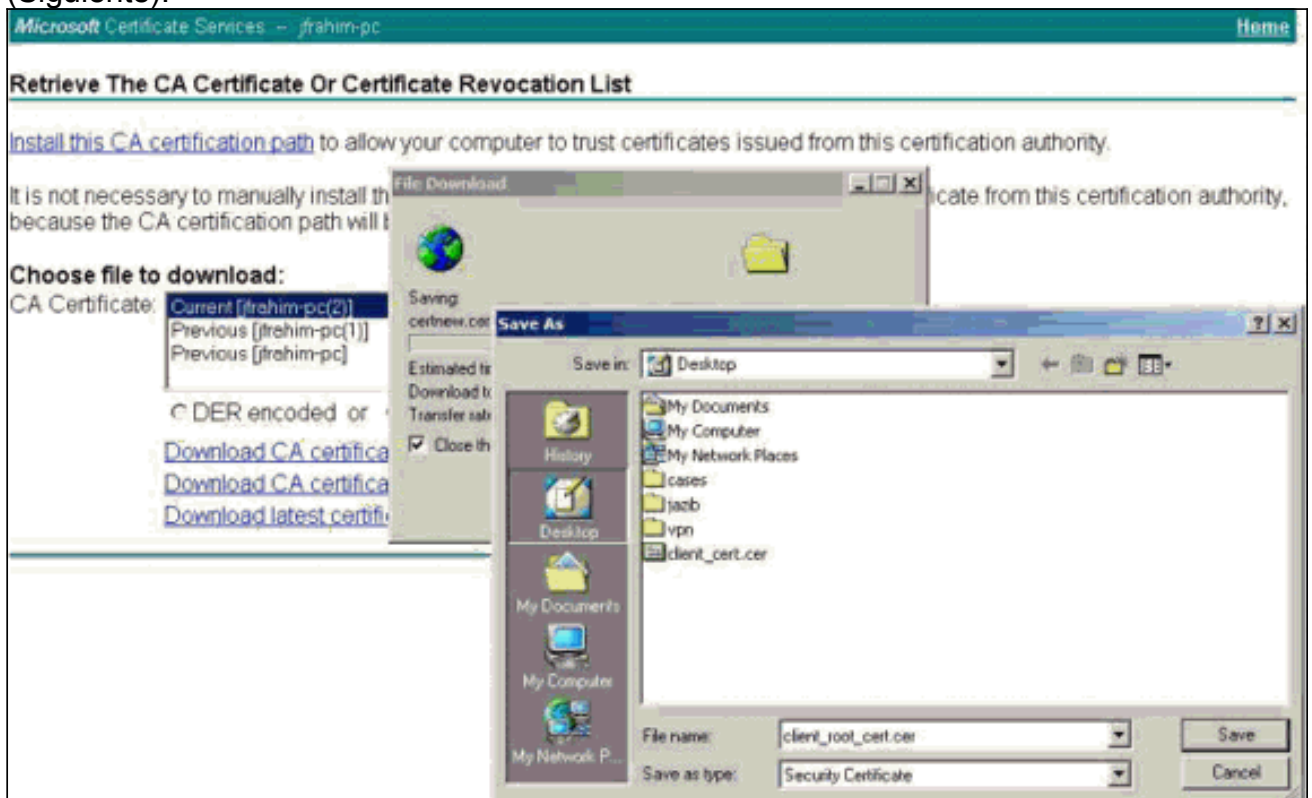 (Siguiente).
Microsoft Certificate Services -- jfrahim-pc Home
Retrieve The CA Certificate Or Certificate Revocation List
Install this CA certification path to allow your computer to trust certificates issued from this certification authority.
It is not necessary to manually install th
icate from this certification authority,
because the CA certification path will b
Choose file to download:
CA Certificate: Current [jfrahim-pc(2)]
Previous [jfrahim-pc(1)]
Previous [jfrahim-pc]
DER encoded or
Download CA certifica
Download CA certifica
Download latest certifi
File Download
Saving:
certnew.cer
Estimated tir
Download to
Transfer rate
Close th
Save As
Save in: Desktop
History
Desktop
My Documents
My Computer
My Network P...
My Documents
My Computer
My Network Places
cases
jazib
vpn
client_cert.cer
File name: client_root_cert.cer Save
Save as type: Security Certificate Cancel